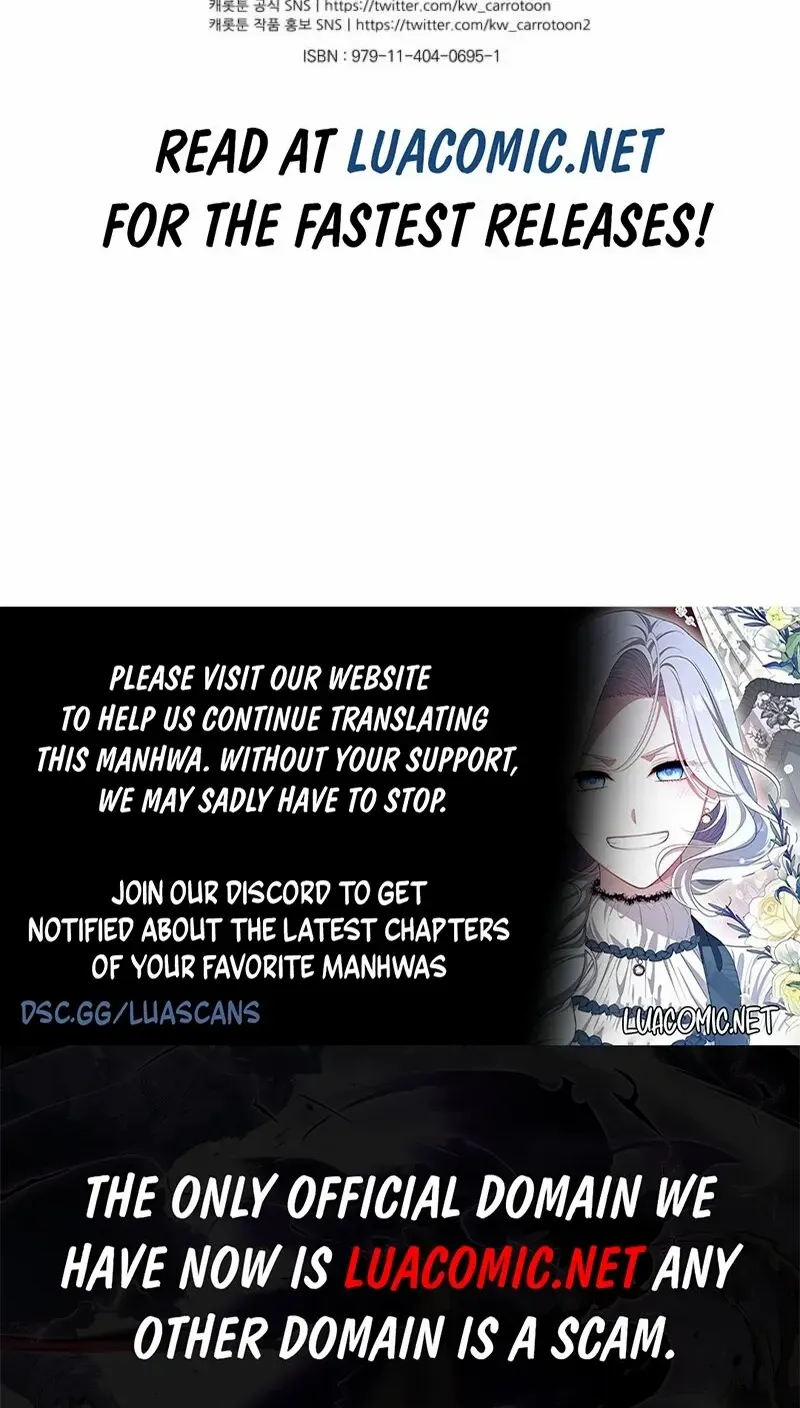 캐롯툰 공식 SNS | https://twitter.com/kw_carrotoon
캐롯툰 작품 홍보 SNS | https://twitter.com/kw_carrotoon2
ISBN : 979-11-404-0695-1
READ AT LUACOMIC.NET
FOR THE FASTEST RELEASES!
PLEASE VISIT OUR WEBSITE
TO HELP US CONTINUE TRANSLATING
THIS MANHWA. WITHOUT YOUR SUPPORT,
WE MAY SADLY HAVE TO STOP.
JOIN OUR DISCORD TO GET
NOTIFIED ABOUT THE LATEST CHAPTERS
OF YOUR FAVORITE MANHWAS
DSC.GG/LUASCANS
LUACOMIC.NET
THE ONLY OFFICIAL DOMAIN WE
HAVE NOW IS LUACOMIC.NET ANY
OTHER DOMAIN IS A SCAM.